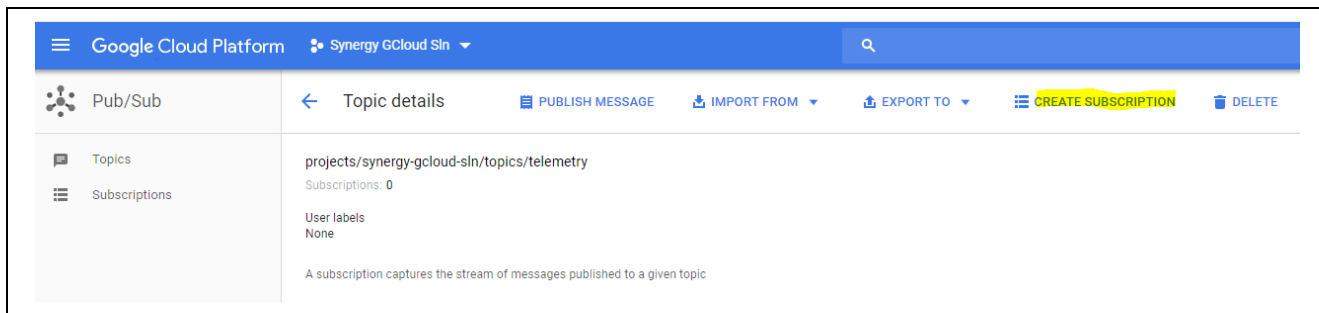 Google Cloud Platform Synergy GCloud Sln
Pub/Sub Topic details PUBLISH MESSAGE IMPORT FROM EXPORT TO CREATE SUBSCRIPTION DELETE
Topics
Subscriptions
projects/synergy-gcloud-sln/topics/telemetry
Subscriptions: 0
User labels
None
A subscription captures the stream of messages published to a given topic